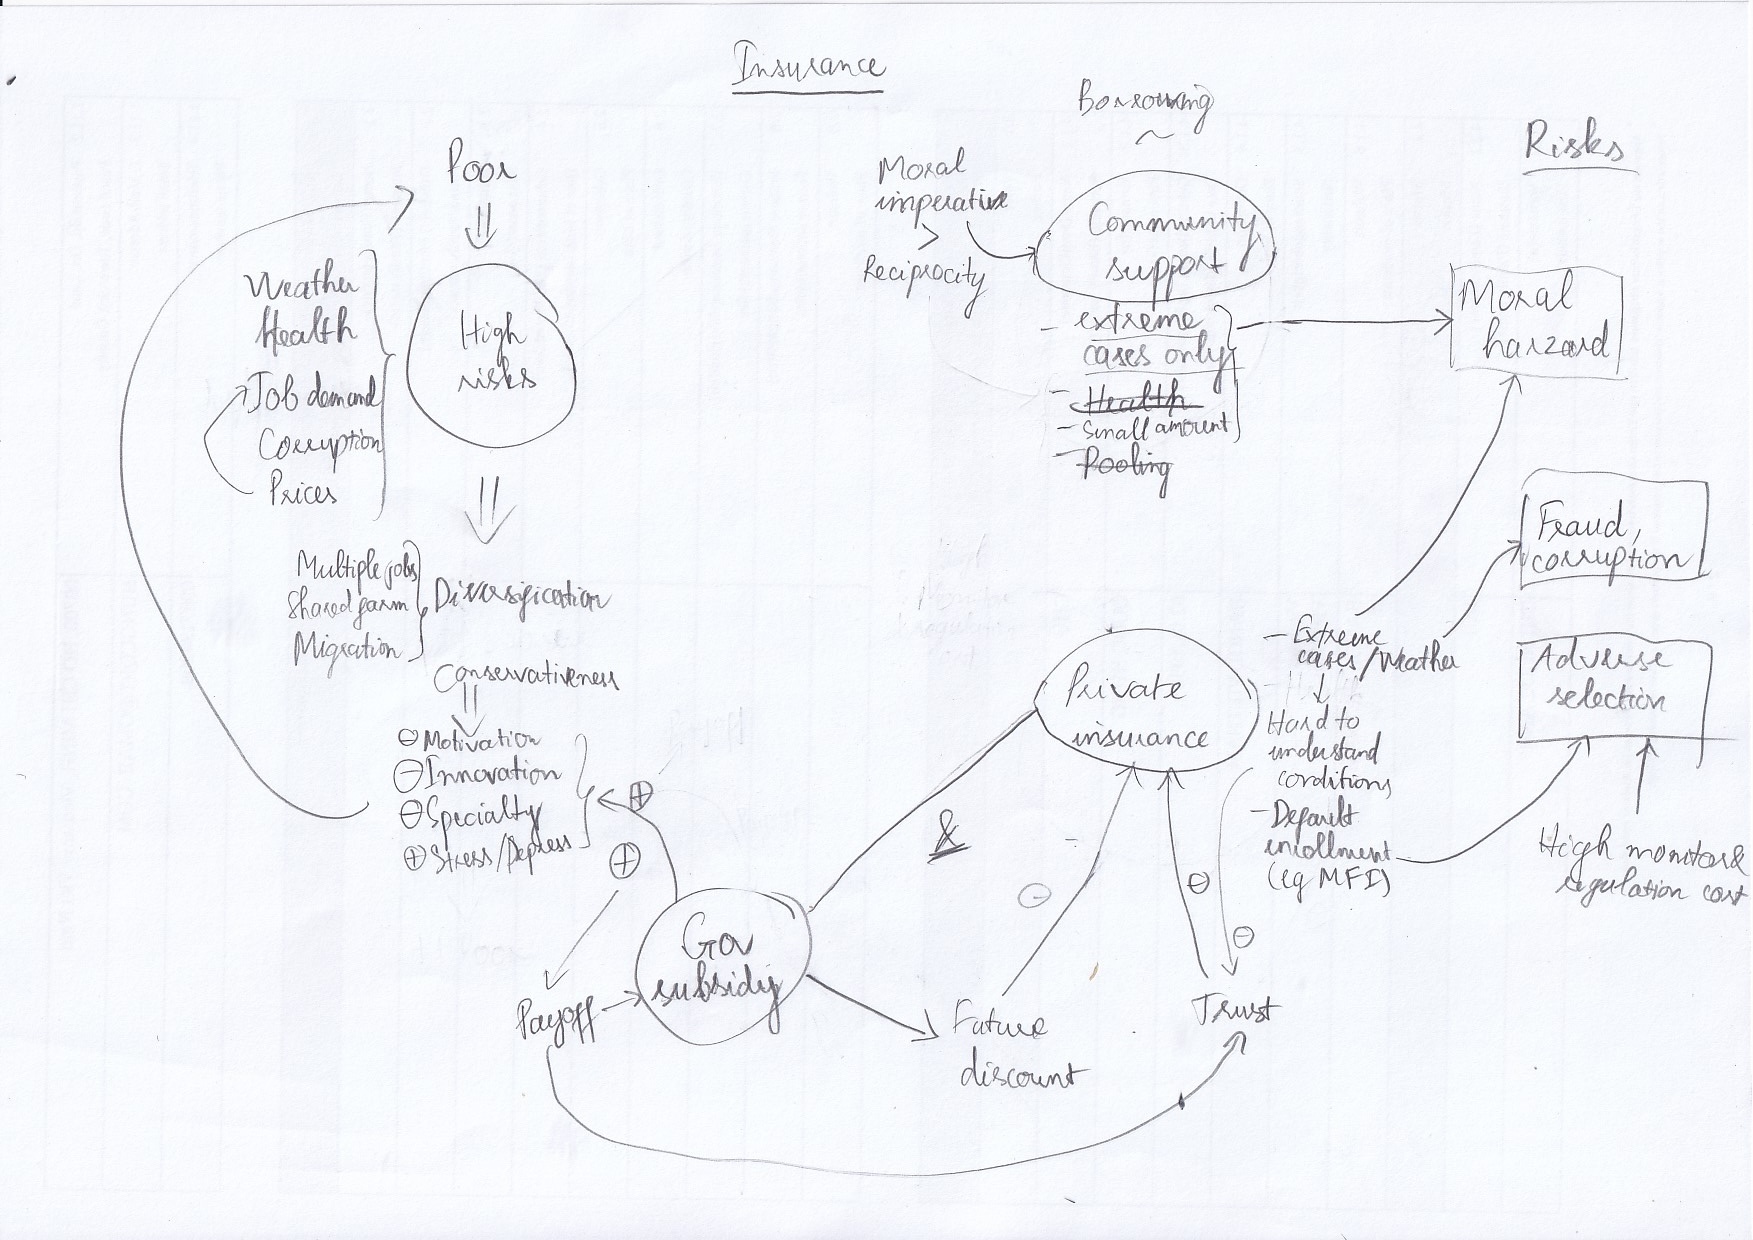 Insurance
Poor
Weather
Health
Job demand
Corruption
Prices
High
risks
Multiple jobs
Shared farm
Migration
Diversification
Conservativeness
⊖ Motivation
⊖ Innovation
⊖ Specialty
⊕ Stress/Depress
⊕
⊕
Payoff
Gov
subsidy
&
Borrowing
~
Moral
imperative
>
Reciprocity
Community
support
- extreme
cases only
- Health
- small amount
- Pooling
Private
insurance
- Extreme
cases/Weather
Hard to
understand
conditions
- Default
enrollment
(eg MFI)
⊖
⊖
⊖
Future
discount
Trust
Risks
Moral
harzard
Fraud,
corruption
Adverse
selection
High monitor &
regulation cost